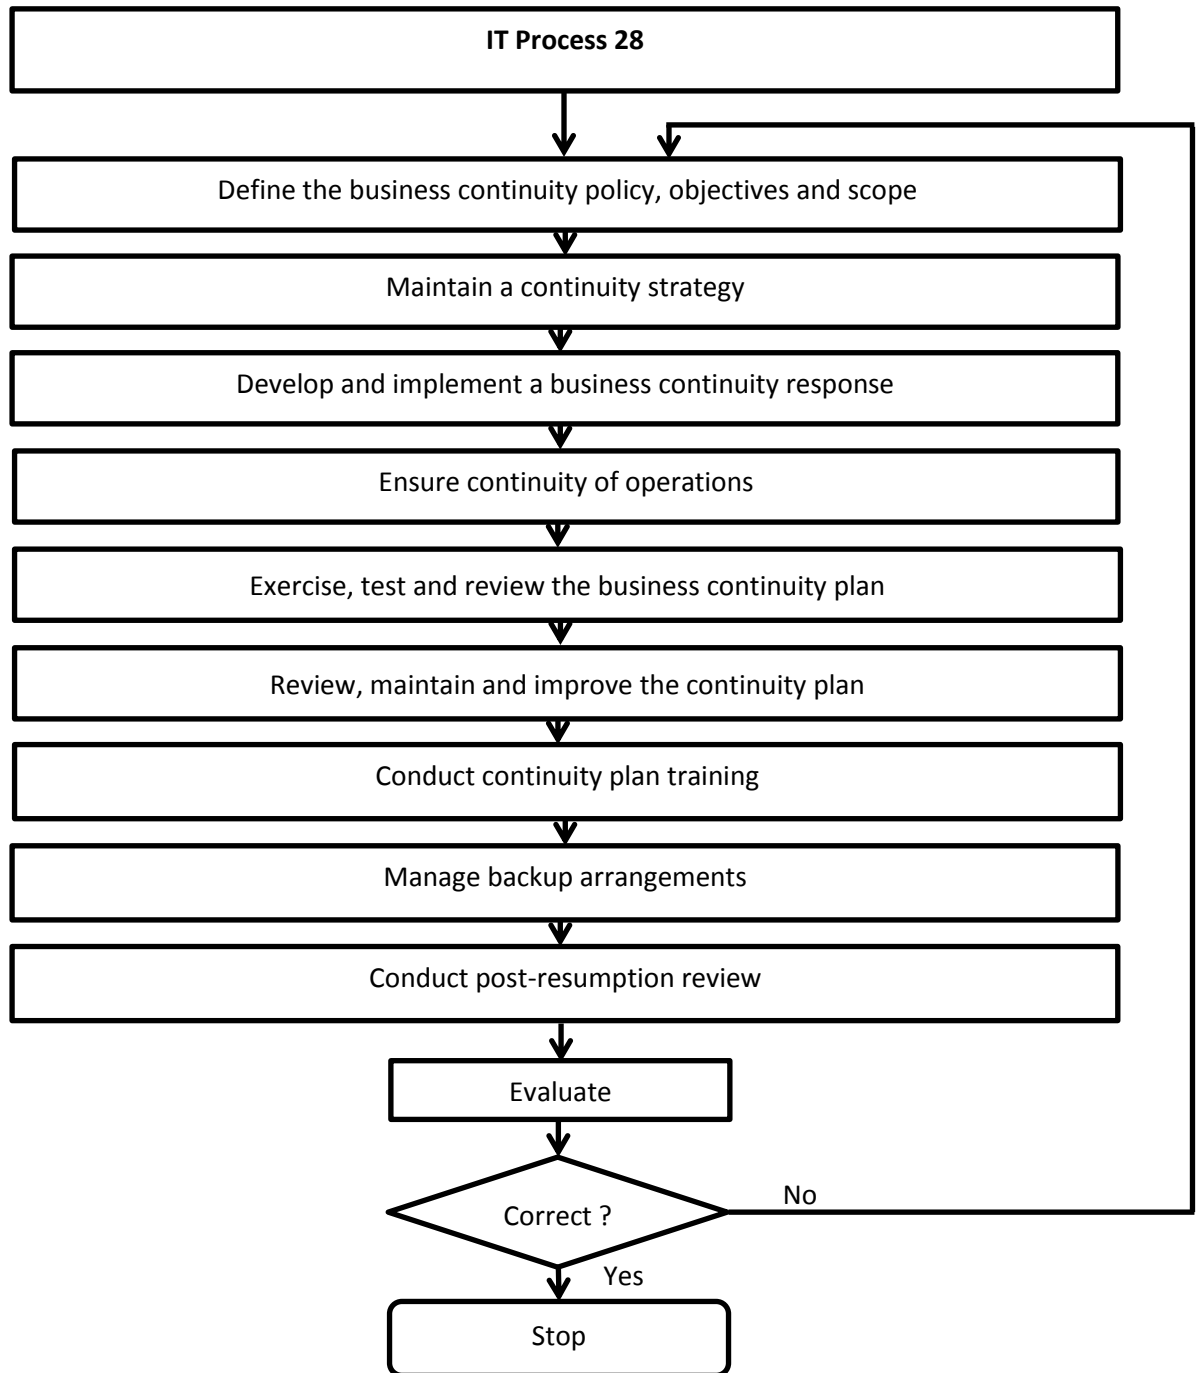 IT Process 28
Define the business continuity policy, objectives and scope
Maintain a continuity strategy
Develop and implement a business continuity response
Ensure continuity of operations
Exercise, test and review the business continuity plan
Review, maintain and improve the continuity plan
Conduct continuity plan training
Manage backup arrangements
Conduct post-resumption review
Evaluate
No
Correct ?
Yes
Stop